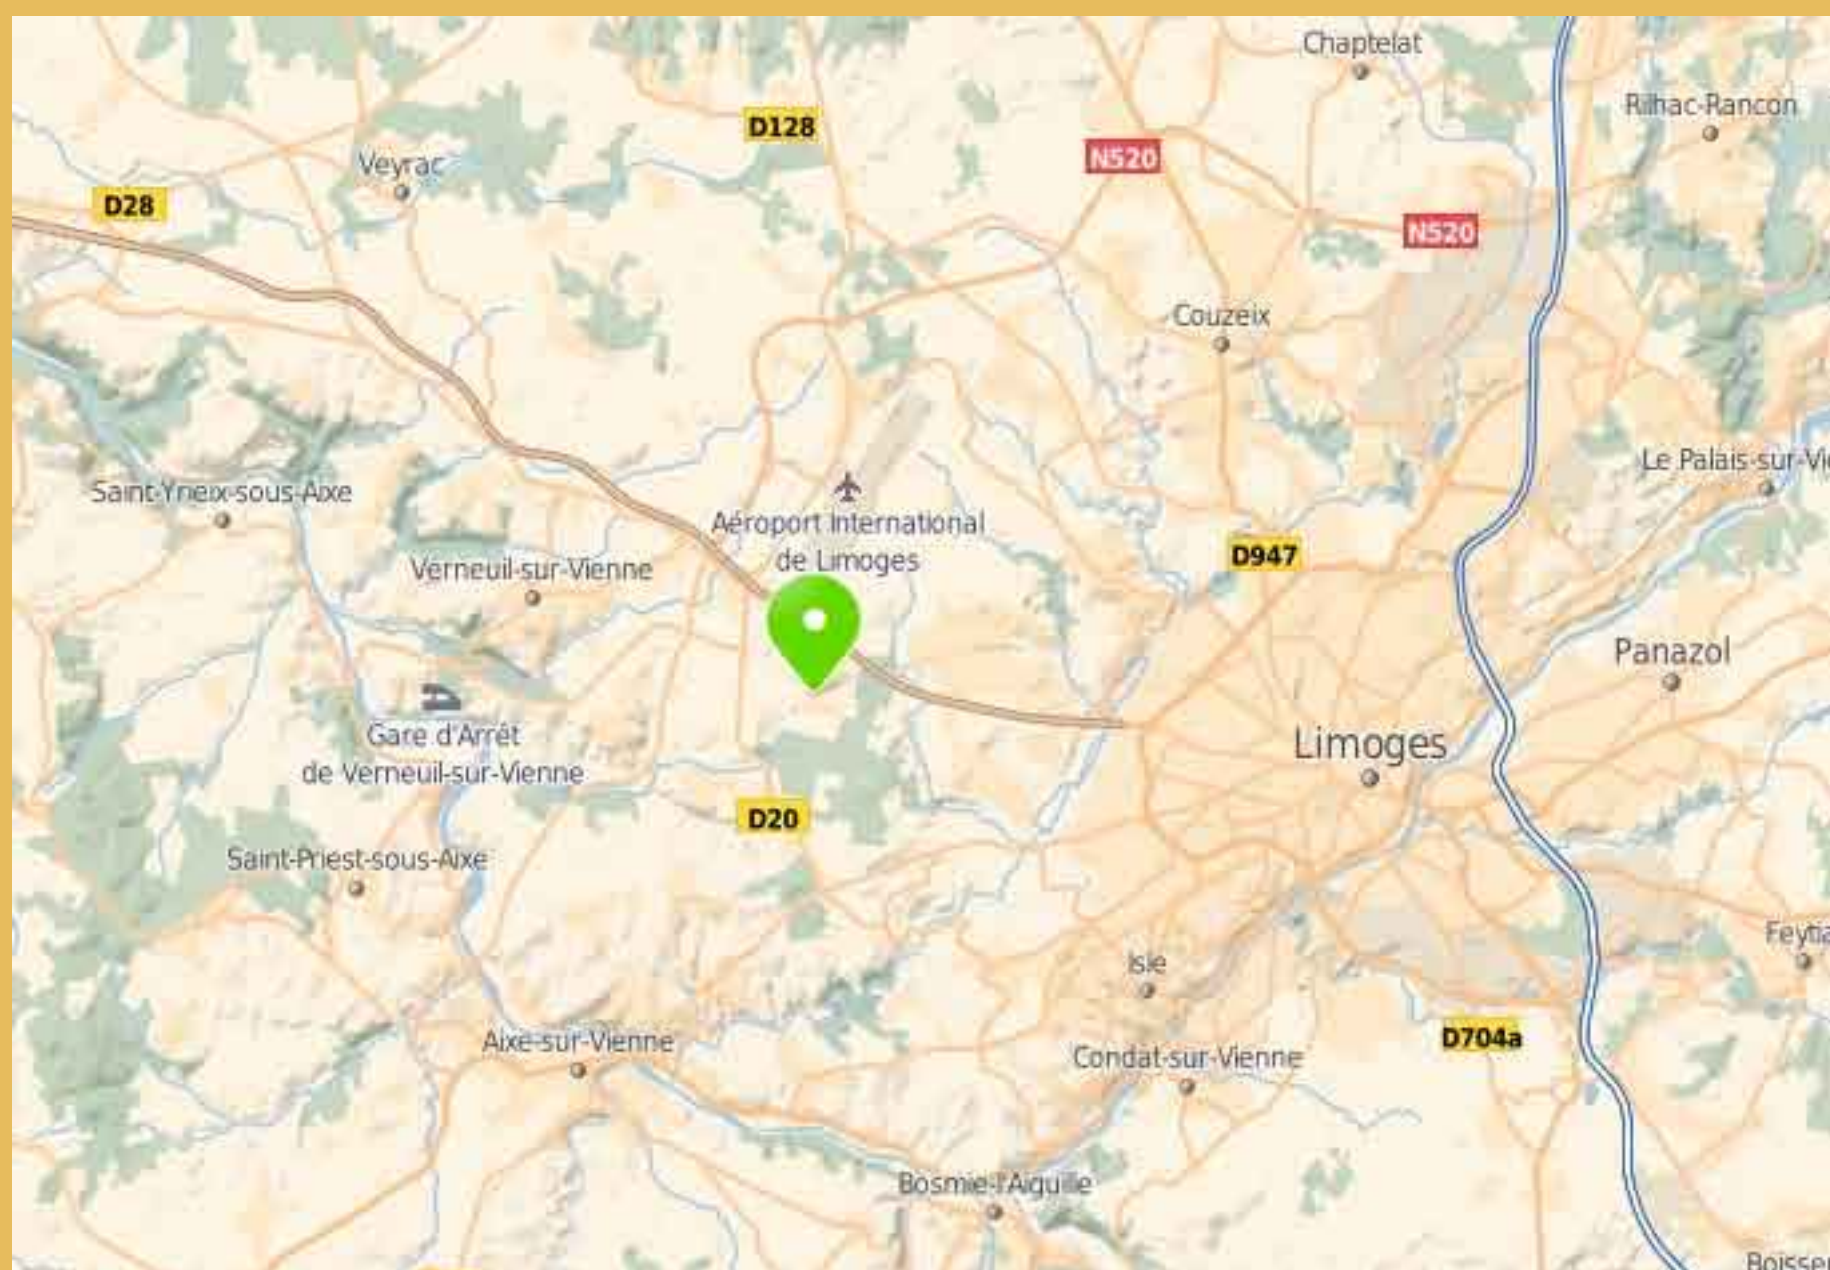 Chaptelat
Rilhac-Rancon
D128
N520
Veyrac
D28
N520
Couzeix
Le Palais-sur-Vie
Saint-Yrieix-sous-Aixe
Aéroport International
de Limoges
D947
Verneuil-sur-Vienne
Panazol
Gare d'Arrêt
de Verneuil-sur-Vienne
Limoges
D20
Saint-Priest-sous-Aixe
Feytia
Isle
D704a
Aixe-sur-Vienne
Condat-sur-Vienne
Bosmie-l'Aiguille
Boisseu